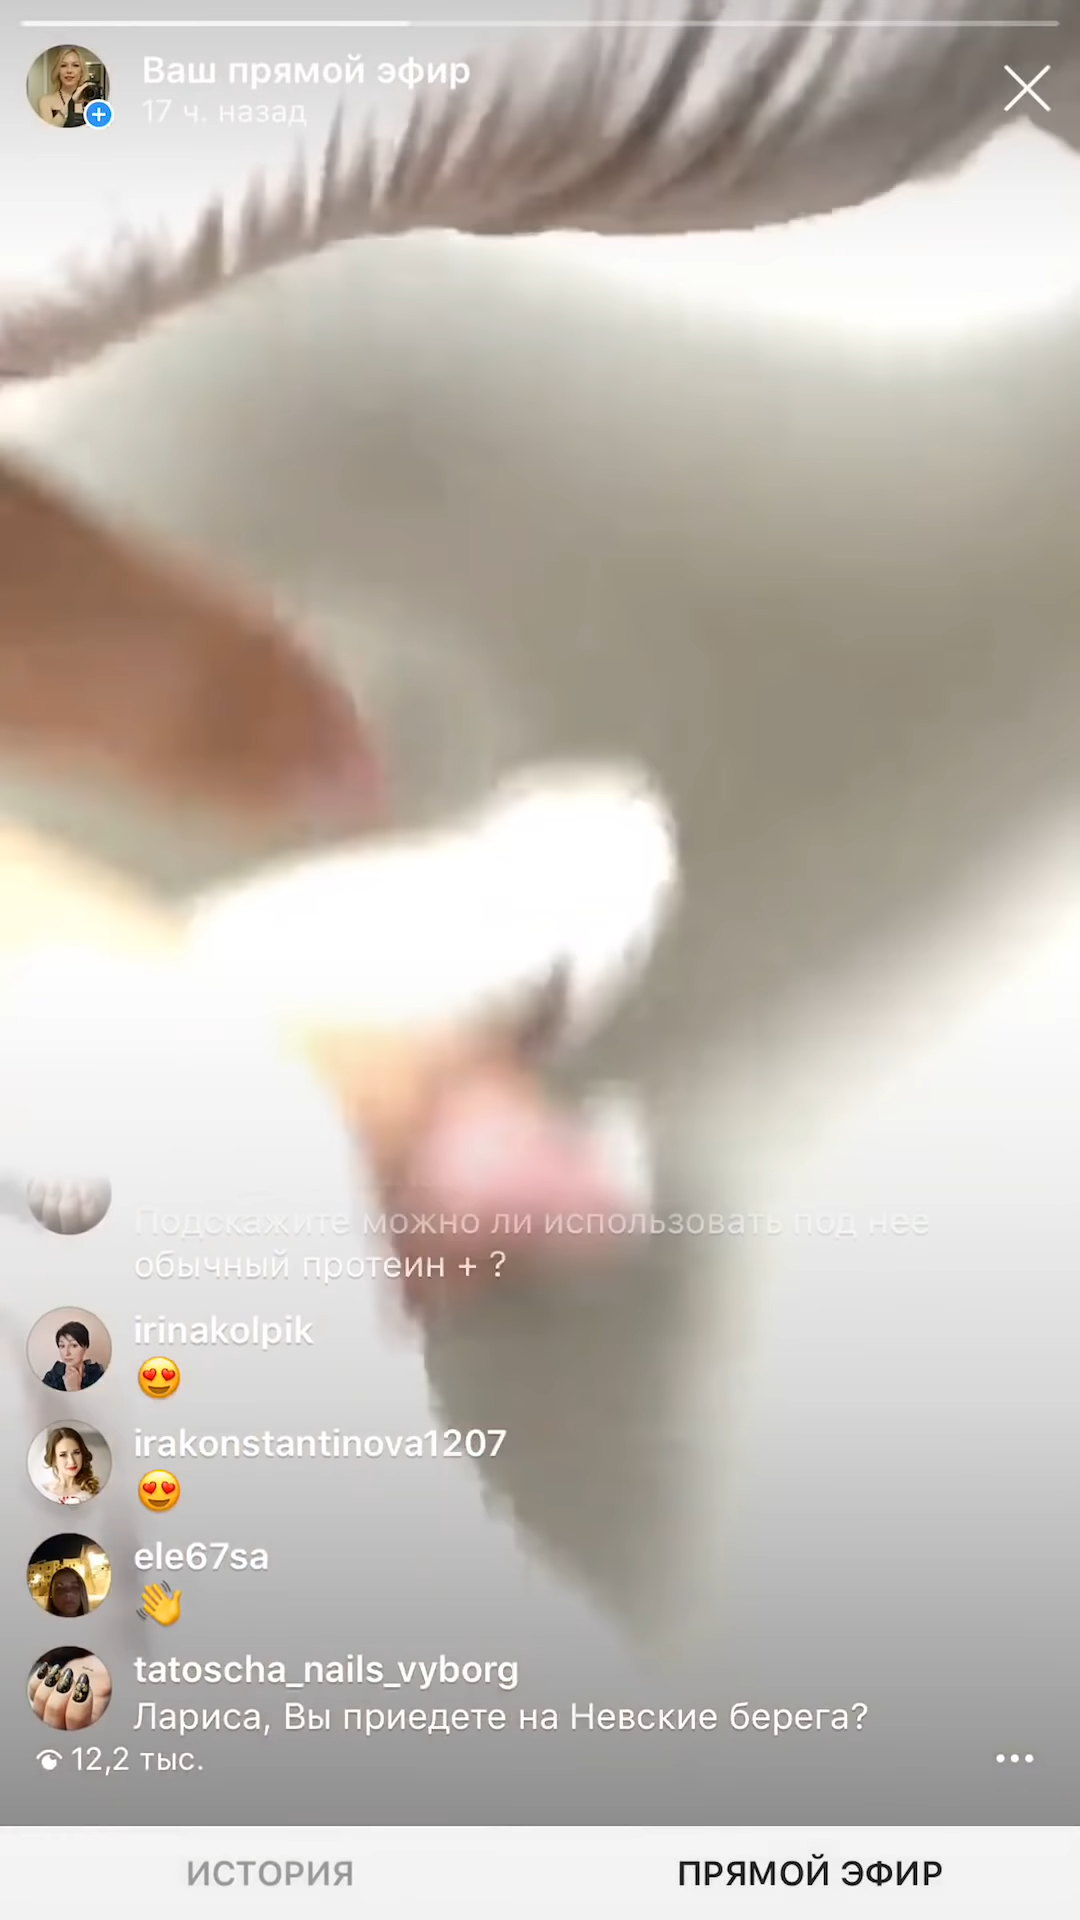 Ваш прямой эфир
17 ч. назад
Подскажите можно ли использовать под нее
обычный протеин + ?
irinakolpik
😍
irakonstantinova1207
😍
ele67sa
👋
tatoscha_nails_vyborg
Лариса, Вы приедете на Невские берега?
12,2 тыс.
ИСТОРИЯ
ПРЯМОЙ ЭФИР